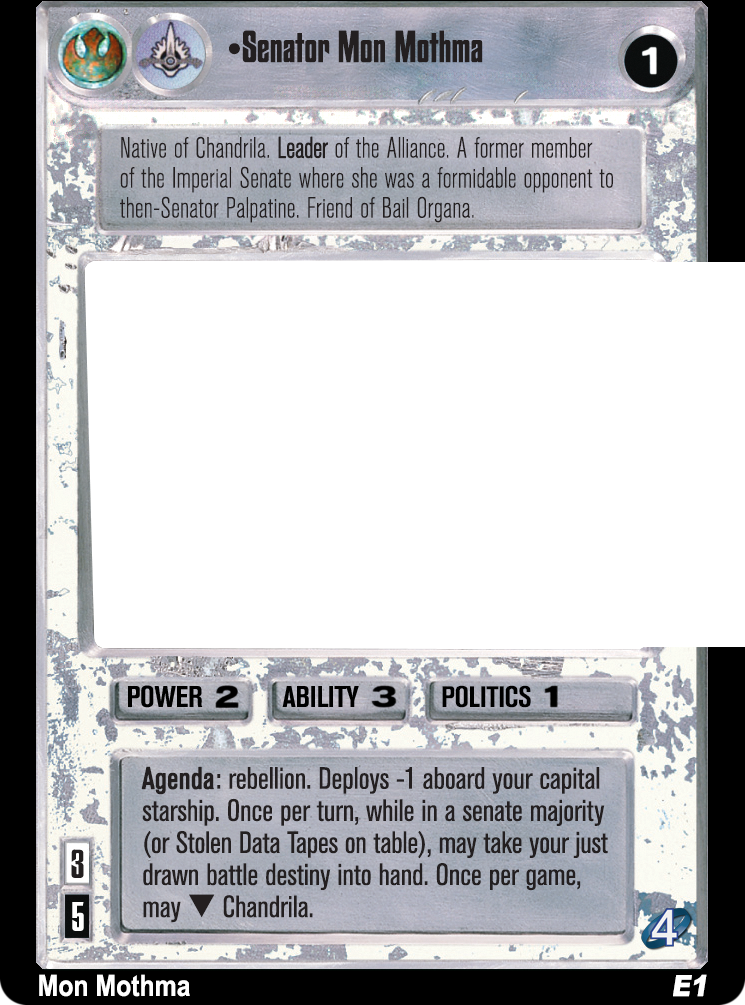 •Senator Mon Mothma
1
Native of Chandrila. Leader of the Alliance. A former member
of the Imperial Senate where she was a formidable opponent to
then-Senator Palpatine. Friend of Bail Organa.
POWER 2
ABILITY 3
POLITICS 1
Agenda: rebellion. Deploys -1 aboard your capital
starship. Once per turn, while in a senate majority
(or Stolen Data Tapes on table), may take your just
drawn battle destiny into hand. Once per game,
may ▼ Chandrila.
3
5
4
Mon Mothma
E1